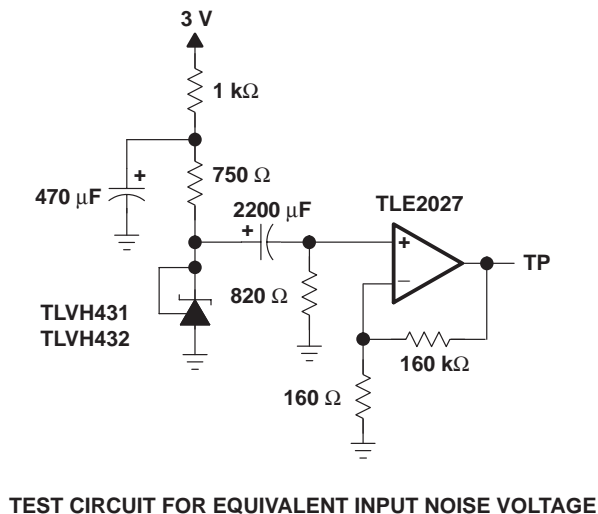 3 V
1 kΩ
470 μF
+
750 Ω
2200 μF
+
TLE2027
+
−
TP
820 Ω
TLVH431
TLVH432
160 kΩ
160 Ω
TEST CIRCUIT FOR EQUIVALENT INPUT NOISE VOLTAGE